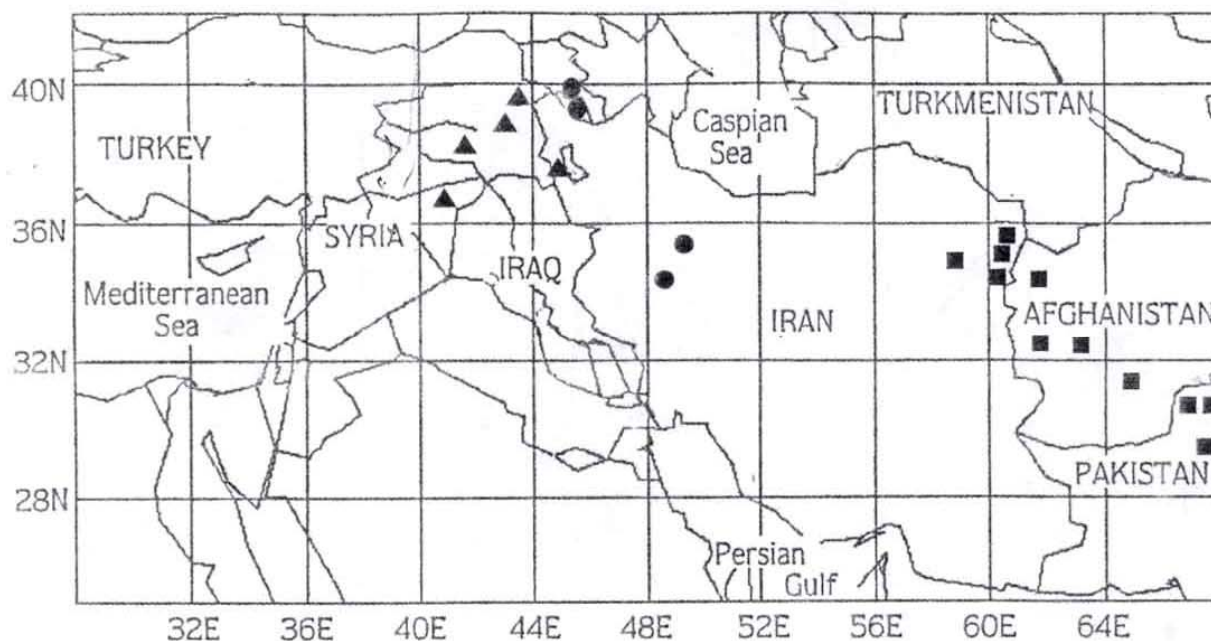 40N
TURKEY
Caspian
Sea
TURKMENISTAN
36N
SYRIA
IRAQ
Mediterranean
Sea
IRAN
AFGHANISTAN
32N
PAKISTAN
28N
Persian
Gulf
32E 36E 40E 44E 48E 52E 56E 60E 64E